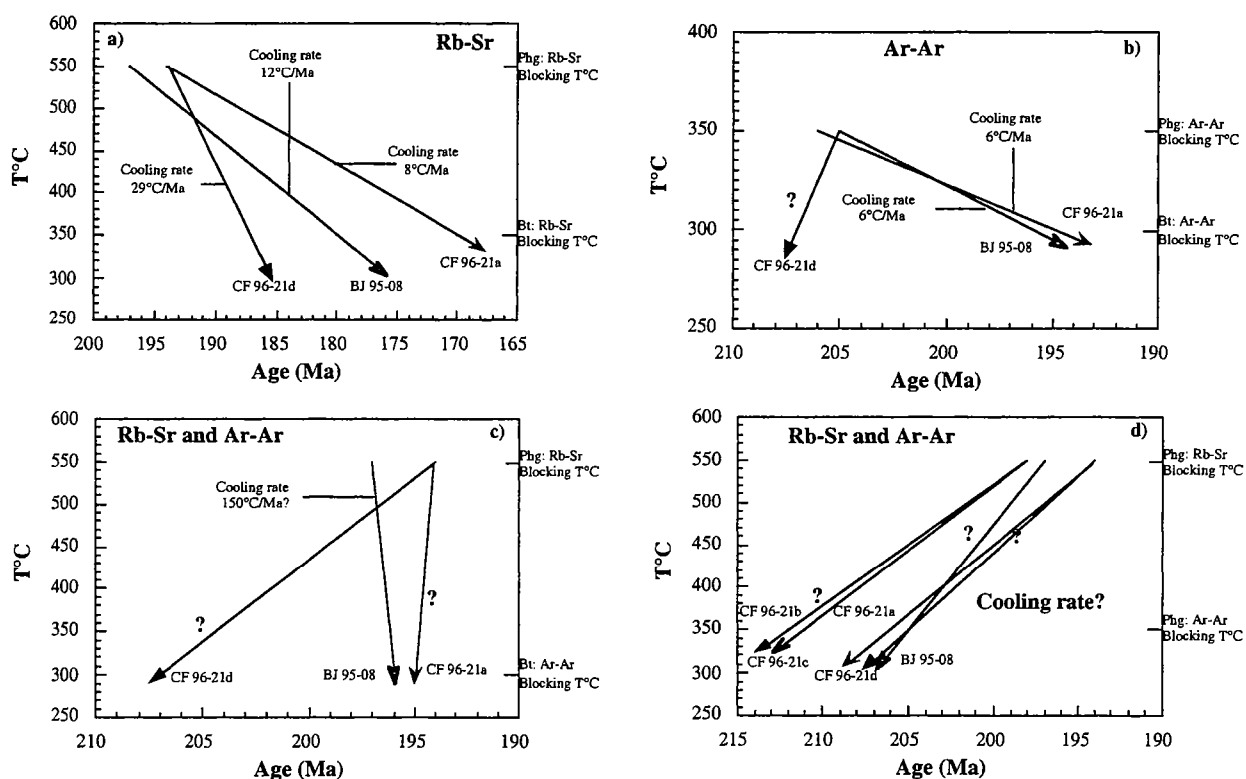 a)
Rb-Sr
Cooling rate
12°C/Ma
Cooling rate
29°C/Ma
Cooling rate
8°C/Ma
CF 96-21d
BJ 95-08
CF 96-21a
Phg: Rb-Sr
Blocking T°C
Bt: Rb-Sr
Blocking T°C
T°C
600
550
500
450
400
350
300
250
200 195 190 185 180 175 170 165
Age (Ma)
b)
Ar-Ar
Cooling rate
6°C/Ma
Cooling rate
6°C/Ma
?
CF 96-21d
CF 96-21a
BJ 95-08
Phg: Ar-Ar
Blocking T°C
Bt: Ar-Ar
Blocking T°C
T°C
400
350
300
250
210 205 200 195 190
Age (Ma)
c)
Rb-Sr and Ar-Ar
Cooling rate
150°C/Ma?
?
?
CF 96-21d
BJ 95-08
CF 96-21a
Phg: Rb-Sr
Blocking T°C
Bt: Ar-Ar
Blocking T°C
T°C
600
550
500
450
400
350
300
250
210 205 200 195 190
Age (Ma)
d)
Rb-Sr and Ar-Ar
?
?
?
Cooling rate?
CF 96-21b
CF 96-21a
CF 96-21c
CF 96-21d
BJ 95-08
Phg: Rb-Sr
Blocking T°C
Phg: Ar-Ar
Blocking T°C
T°C
600
550
500
450
400
350
300
250
215 210 205 200 195 190
Age (Ma)